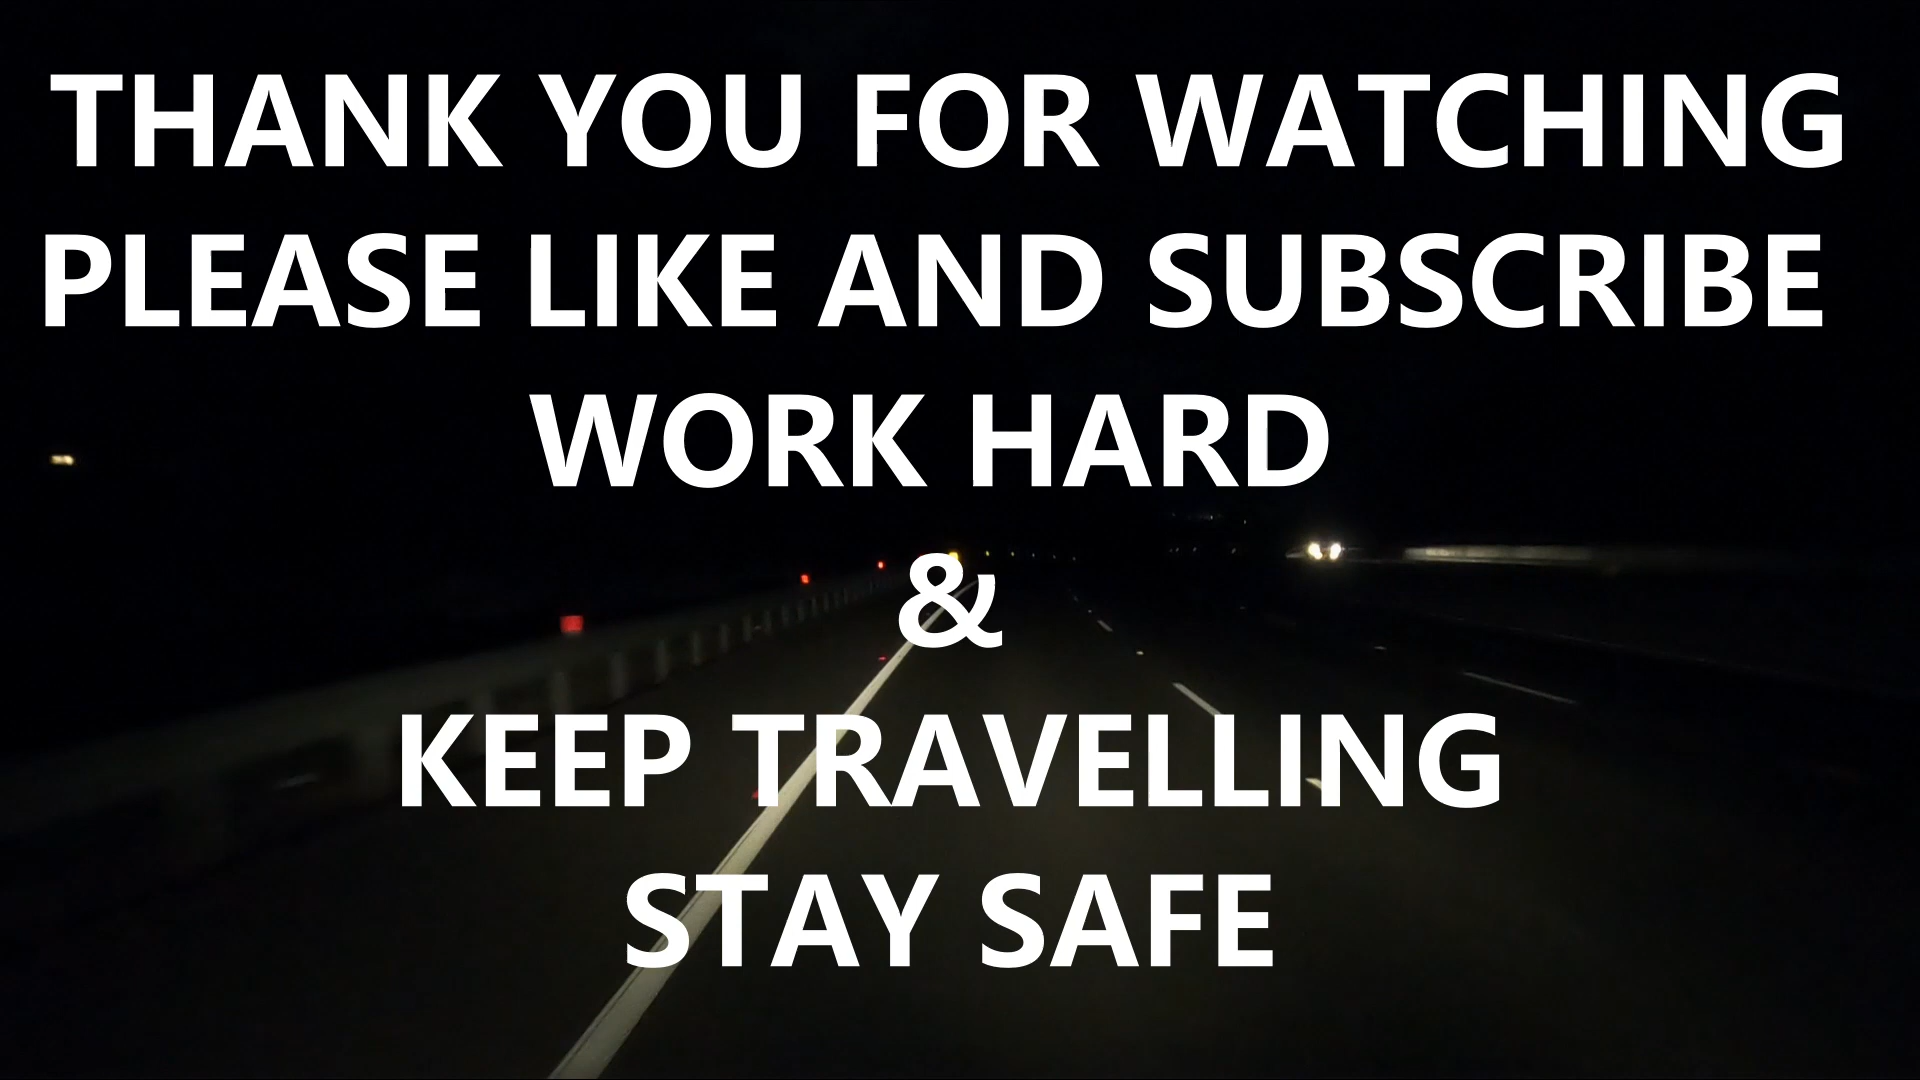 THANK YOU FOR WATCHING
PLEASE LIKE AND SUBSCRIBE
WORK HARD
&
KEEP TRAVELLING
STAY SAFE